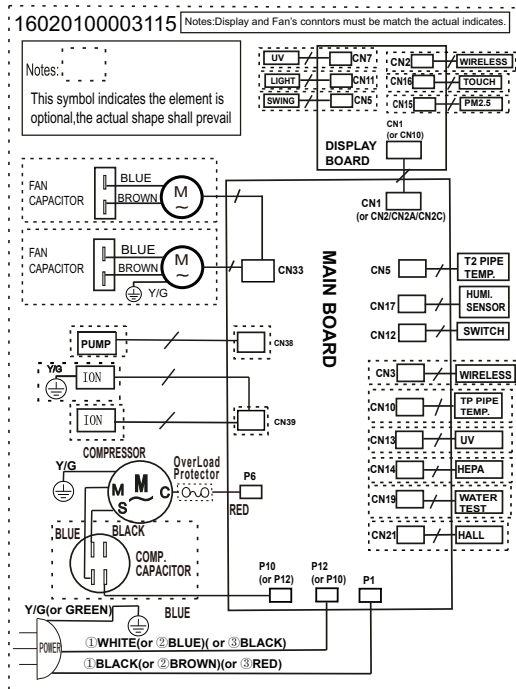 16020100003115
Notes:Display and Fan's conntors must be match the actual indicates.
Notes:
This symbol indicates the element is
optional,the actual shape shall prevail
UV
CN7
LIGHT
CN11
SWING
CN5
CN2
WIRELESS
CN16
TOUCH
CN15
PM2.5
CN1
(or CN10)
DISPLAY
BOARD
CN1
(or CN2/CN2A/CN2C)
FAN
CAPACITOR
BLUE
BROWN
M
~
FAN
CAPACITOR
BLUE
BROWN
M
~
Y/G
CN33
MAIN BOARD
CN5
T2 PIPE
TEMP.
CN17
HUMI.
SENSOR
CN12
SWITCH
PUMP
CN38
Y/G
ION
ION
CN39
CN3
WIRELESS
CN10
TP PIPE
TEMP.
CN13
UV
CN14
HEPA
CN19
WATER
TEST
CN21
HALL
COMPRESSOR
Y/G
OverLoad
Protector
P6
M
M
~
C
S
RED
BLUE
BLACK
COMP.
CAPACITOR
P10
(or P12)
P12
(or P10)
P1
Y/G(or GREEN)
BLUE
POWER
①WHITE(or ②BLUE)( or ③BLACK)
①BLACK(or ②BROWN)(or ③RED)